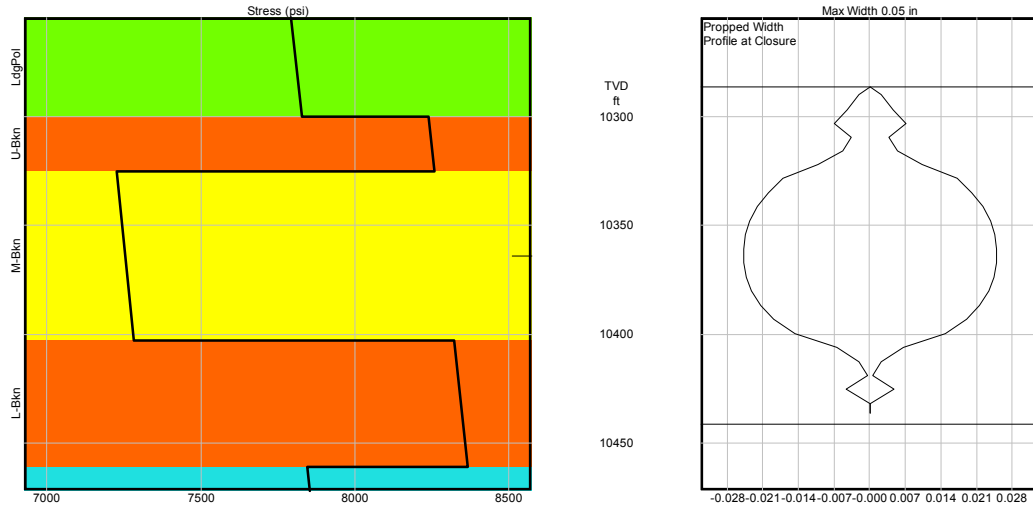 Stress (psi)
LdgPol
U-Bkn
M-Bkn
L-Bkn
7000 7500 8000 8500
TVD
ft
10300
10350
10400
10450
Max Width 0.05 in
Propped Width
Profile at Closure
-0.028-0.021-0.014-0.007-0.000 0.007 0.014 0.021 0.028